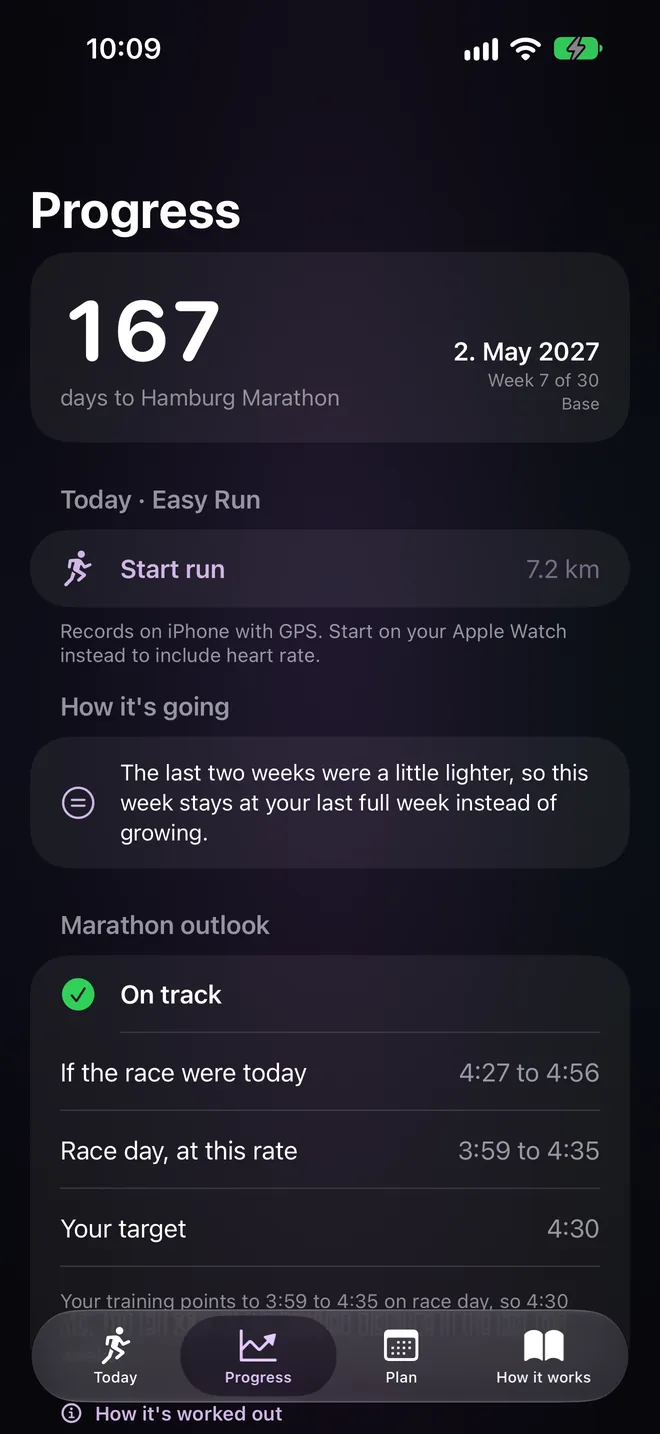 10:09
Progress
167
days to Hamburg Marathon
2. May 2027
Week 7 of 30
Base
Today · Easy Run
Start run
7.2 km
Records on iPhone with GPS. Start on your Apple Watch
instead to include heart rate.
How it's going
The last two weeks were a little lighter, so this
week stays at your last full week instead of
growing.
Marathon outlook
On track
If the race were today
4:27 to 4:56
Race day, at this rate
3:59 to 4:35
Your target
4:30
Your training points to 3:59 to 4:35 on race day, so 4:30
Today
Progress
Plan
How it works
How it's worked out